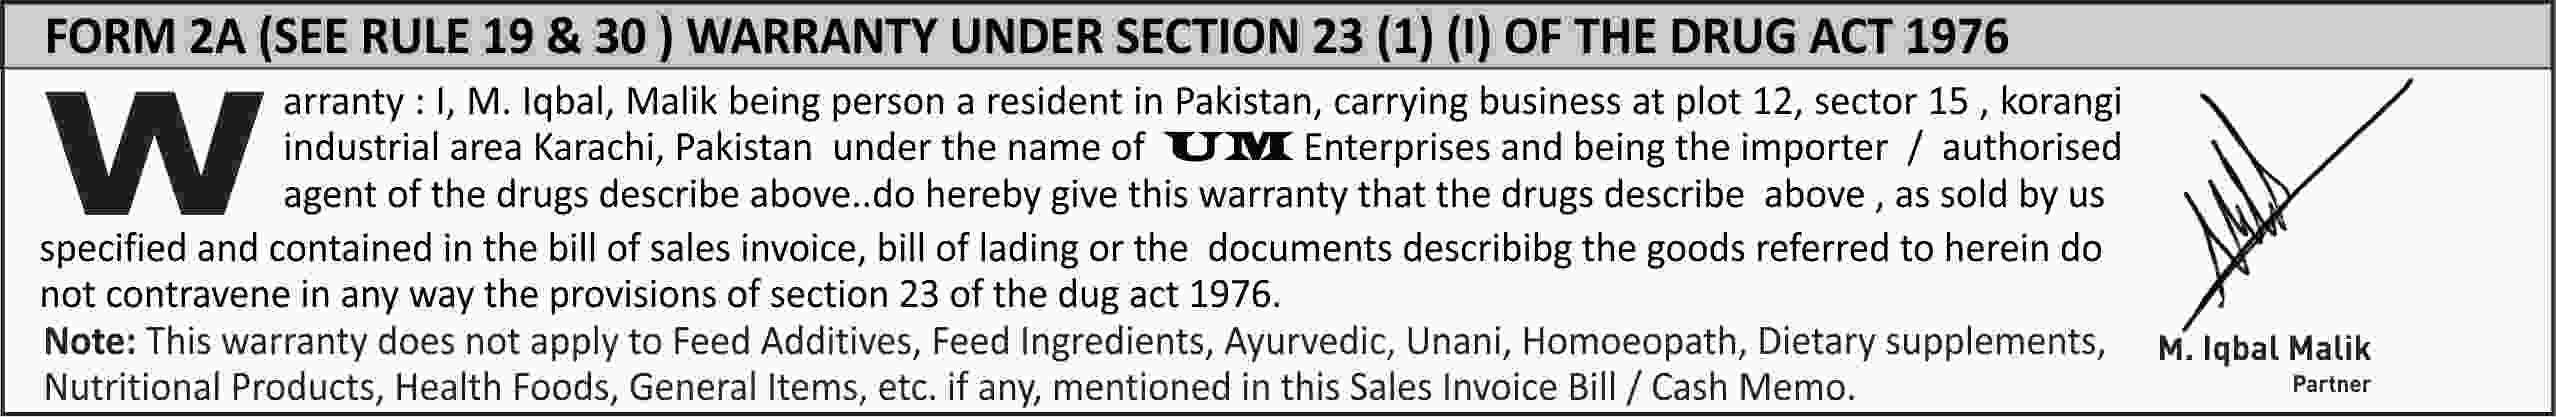 FORM 2A (SEE RULE 19 & 30 ) WARRANTY UNDER SECTION 23 (1) (I) OF THE DRUG ACT 1976
Warranty : I, M. Iqbal, Malik being person a resident in Pakistan, carrying business at plot 12, sector 15 , korangi
industrial area Karachi, Pakistan under the name of UM Enterprises and being the importer / authorised
agent of the drugs describe above..do hereby give this warranty that the drugs describe above , as sold by us
specified and contained in the bill of sales invoice, bill of lading or the documents describibg the goods referred to herein do
not contravene in any way the provisions of section 23 of the dug act 1976.
Note: This warranty does not apply to Feed Additives, Feed Ingredients, Ayurvedic, Unani, Homoeopath, Dietary supplements,
Nutritional Products, Health Foods, General Items, etc. if any, mentioned in this Sales Invoice Bill / Cash Memo.
M. Iqbal Malik
Partner